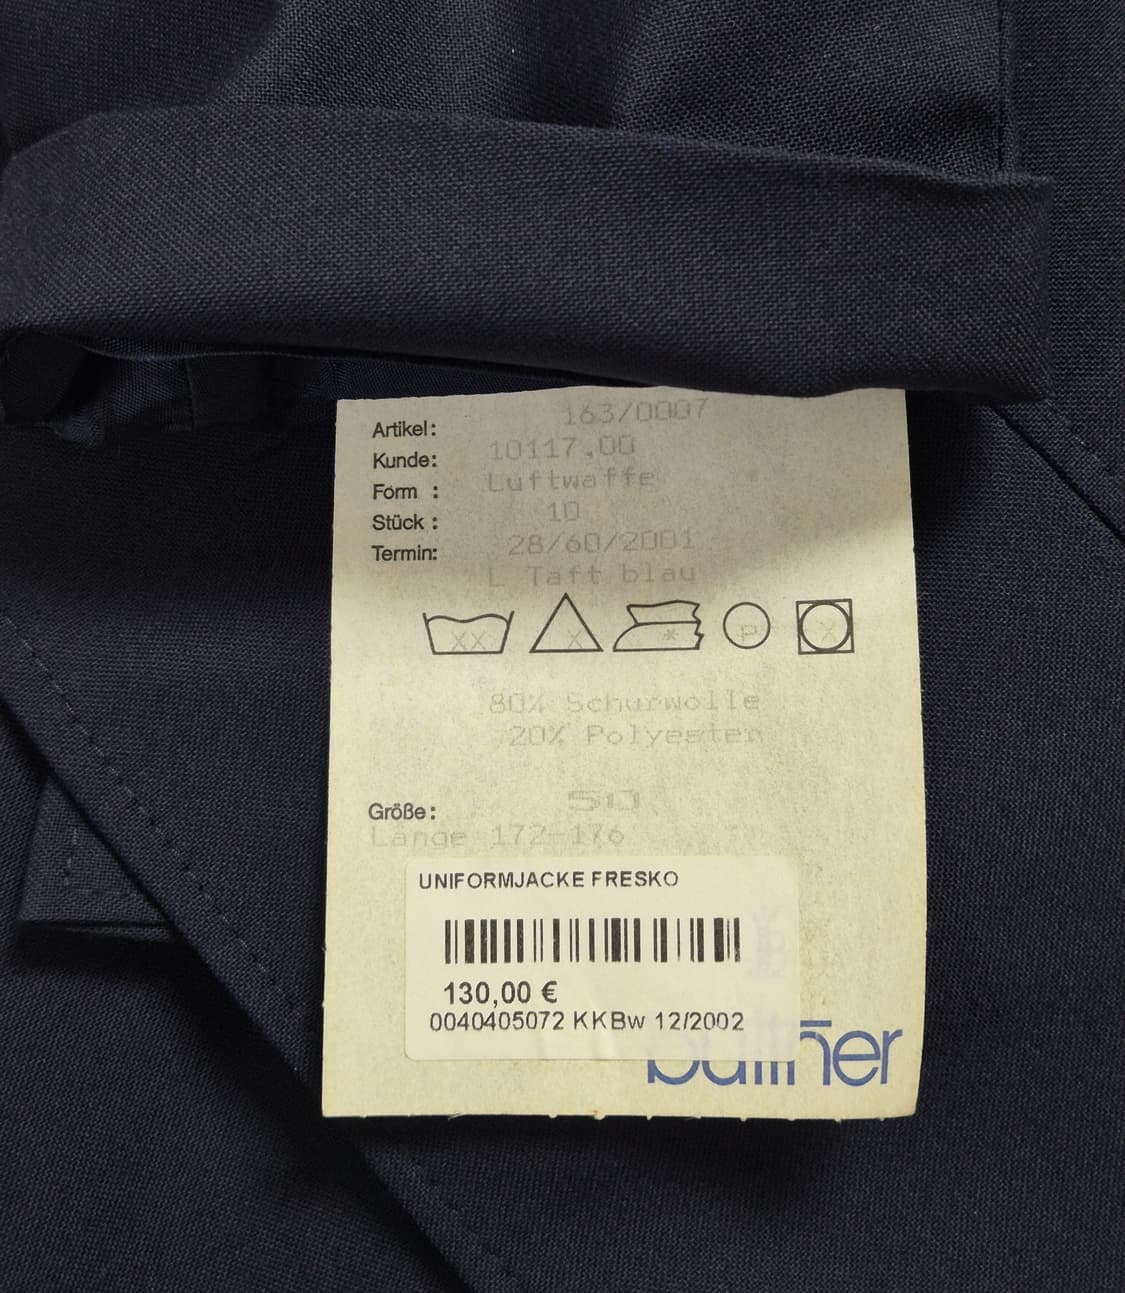 Artikel: 163/0007
Kunde: 10117,00
Form : Luftwaffe
Stück : 10
Termin: 28/60/2001
L Taft blau
XX X * P X
80% Schurwolle
20% Polyester
Größe: 50
Länge 172-176
UNIFORMJACKE FRESKO
130,00 €
0040405072 KKBw 12/2002